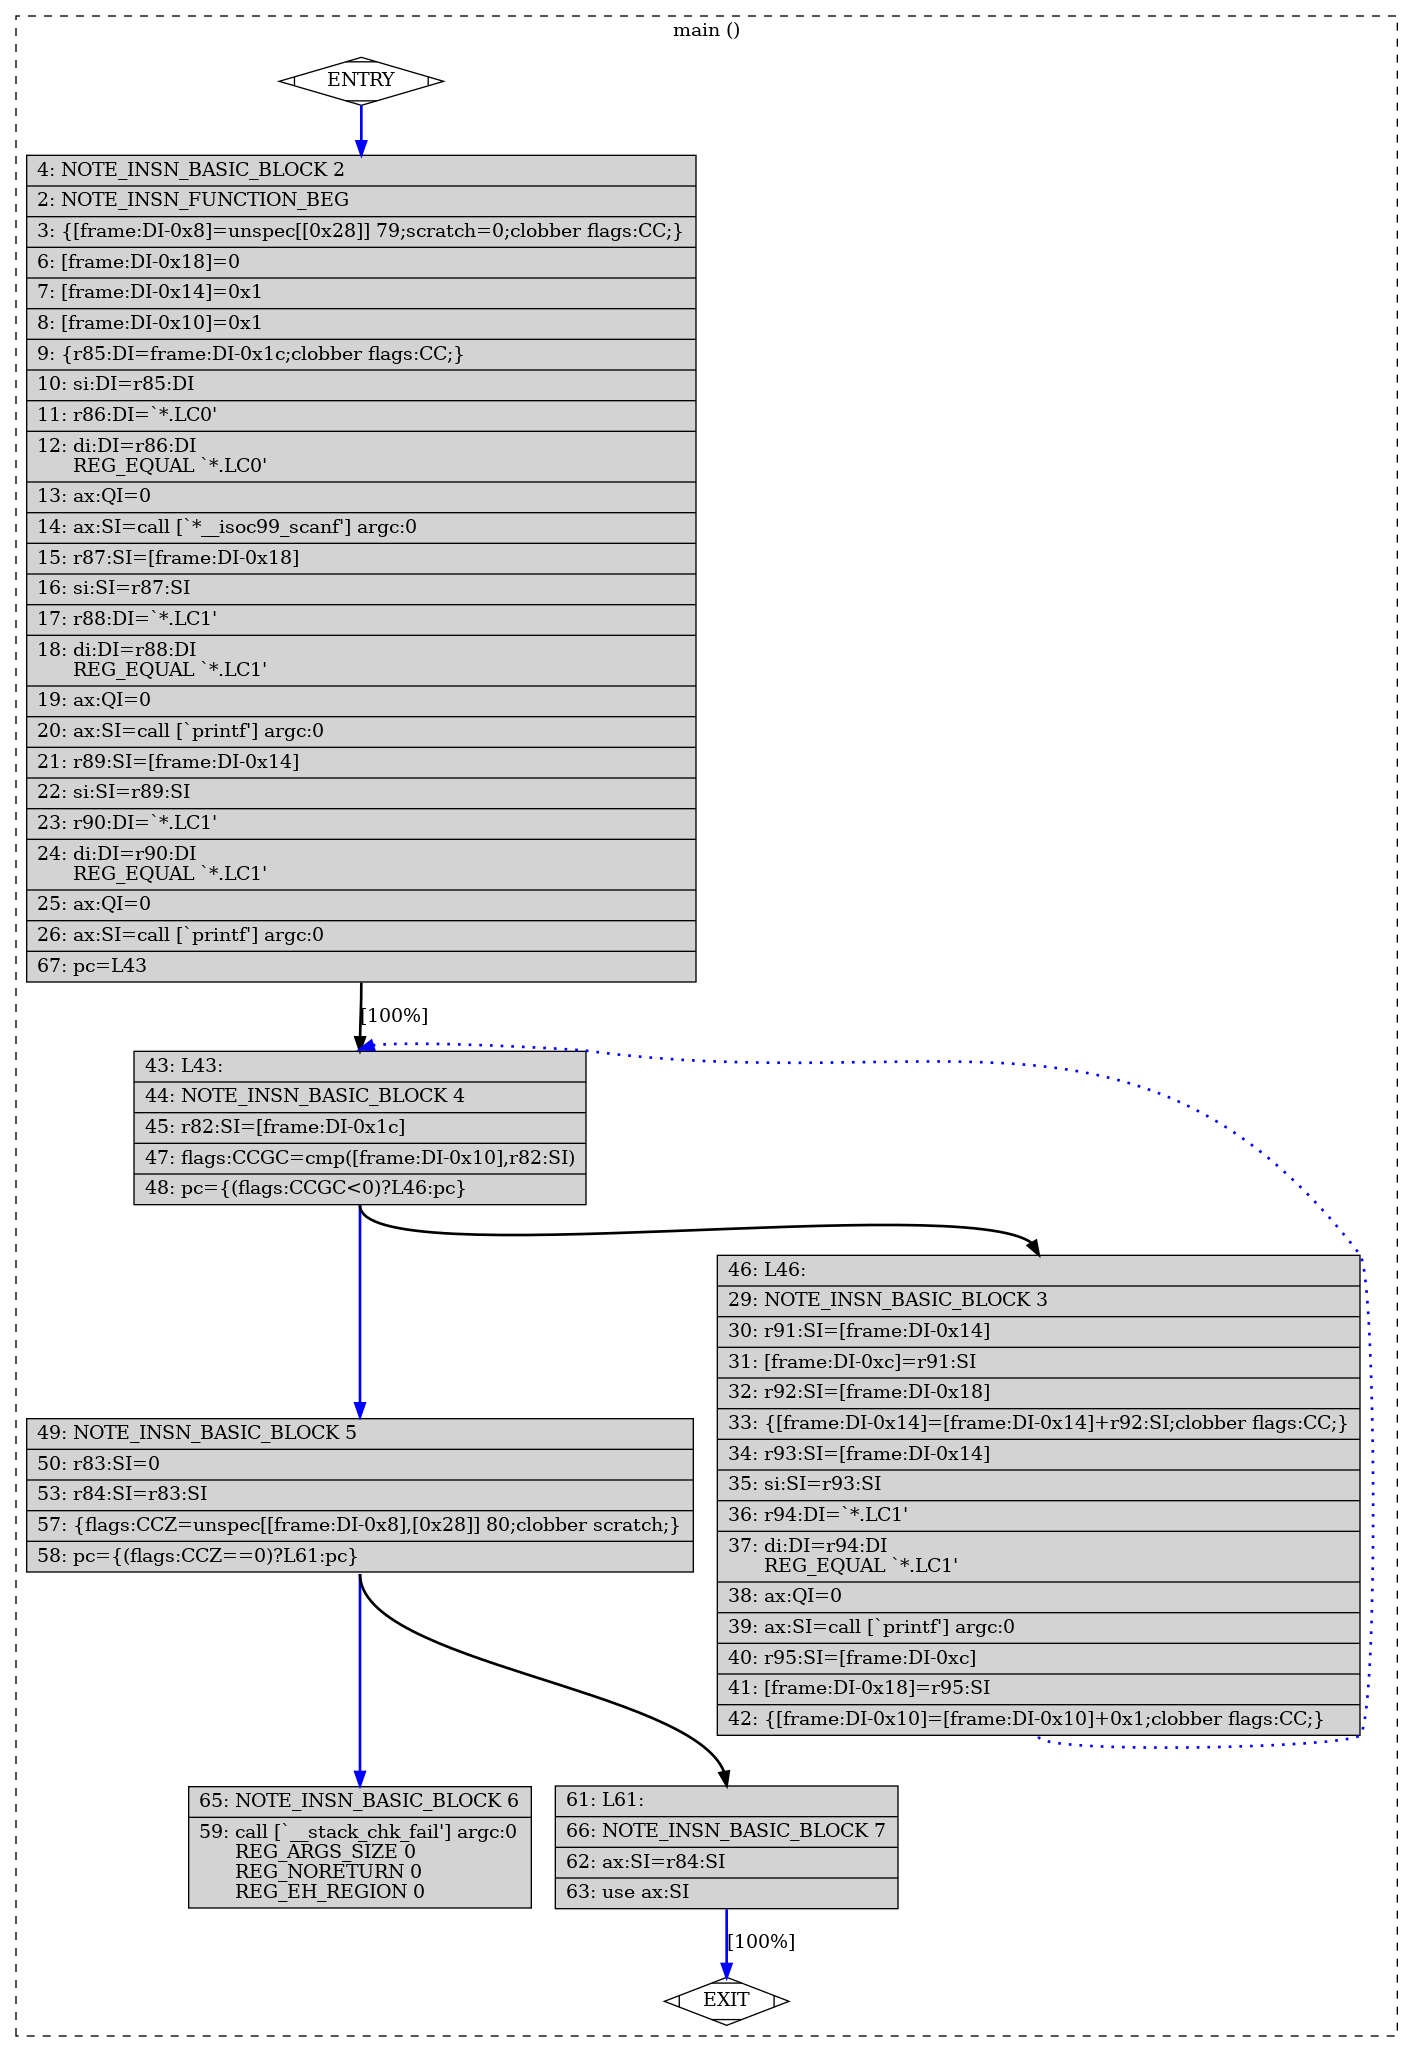 main ()
ENTRY
4: NOTE_INSN_BASIC_BLOCK 2
2: NOTE_INSN_FUNCTION_BEG
3: {[frame:DI-0x8]=unspec[[0x28]] 79;scratch=0;clobber flags:CC;}
6: [frame:DI-0x18]=0
7: [frame:DI-0x14]=0x1
8: [frame:DI-0x10]=0x1
9: {r85:DI=frame:DI-0x1c;clobber flags:CC;}
10: si:DI=r85:DI
11: r86:DI=`*.LC0'
12: di:DI=r86:DI
REG_EQUAL `*.LC0'
13: ax:QI=0
14: ax:SI=call [`*__isoc99_scanf'] argc:0
15: r87:SI=[frame:DI-0x18]
16: si:SI=r87:SI
17: r88:DI=`*.LC1'
18: di:DI=r88:DI
REG_EQUAL `*.LC1'
19: ax:QI=0
20: ax:SI=call [`printf'] argc:0
21: r89:SI=[frame:DI-0x14]
22: si:SI=r89:SI
23: r90:DI=`*.LC1'
24: di:DI=r90:DI
REG_EQUAL `*.LC1'
25: ax:QI=0
26: ax:SI=call [`printf'] argc:0
67: pc=L43
[100%]
43: L43:
44: NOTE_INSN_BASIC_BLOCK 4
45: r82:SI=[frame:DI-0x1c]
47: flags:CCGC=cmp([frame:DI-0x10],r82:SI)
48: pc={(flags:CCGC<0)?L46:pc}
46: L46:
29: NOTE_INSN_BASIC_BLOCK 3
30: r91:SI=[frame:DI-0x14]
31: [frame:DI-0xc]=r91:SI
32: r92:SI=[frame:DI-0x18]
33: {[frame:DI-0x14]=[frame:DI-0x14]+r92:SI;clobber flags:CC;}
34: r93:SI=[frame:DI-0x14]
35: si:SI=r93:SI
36: r94:DI=`*.LC1'
37: di:DI=r94:DI
REG_EQUAL `*.LC1'
38: ax:QI=0
39: ax:SI=call [`printf'] argc:0
40: r95:SI=[frame:DI-0xc]
41: [frame:DI-0x18]=r95:SI
42: {[frame:DI-0x10]=[frame:DI-0x10]+0x1;clobber flags:CC;}
49: NOTE_INSN_BASIC_BLOCK 5
50: r83:SI=0
53: r84:SI=r83:SI
57: {flags:CCZ=unspec[[frame:DI-0x8],[0x28]] 80;clobber scratch;}
58: pc={(flags:CCZ==0)?L61:pc}
65: NOTE_INSN_BASIC_BLOCK 6
59: call [`__stack_chk_fail'] argc:0
REG_ARGS_SIZE 0
REG_NORETURN 0
REG_EH_REGION 0
61: L61:
66: NOTE_INSN_BASIC_BLOCK 7
62: ax:SI=r84:SI
63: use ax:SI
[100%]
EXIT